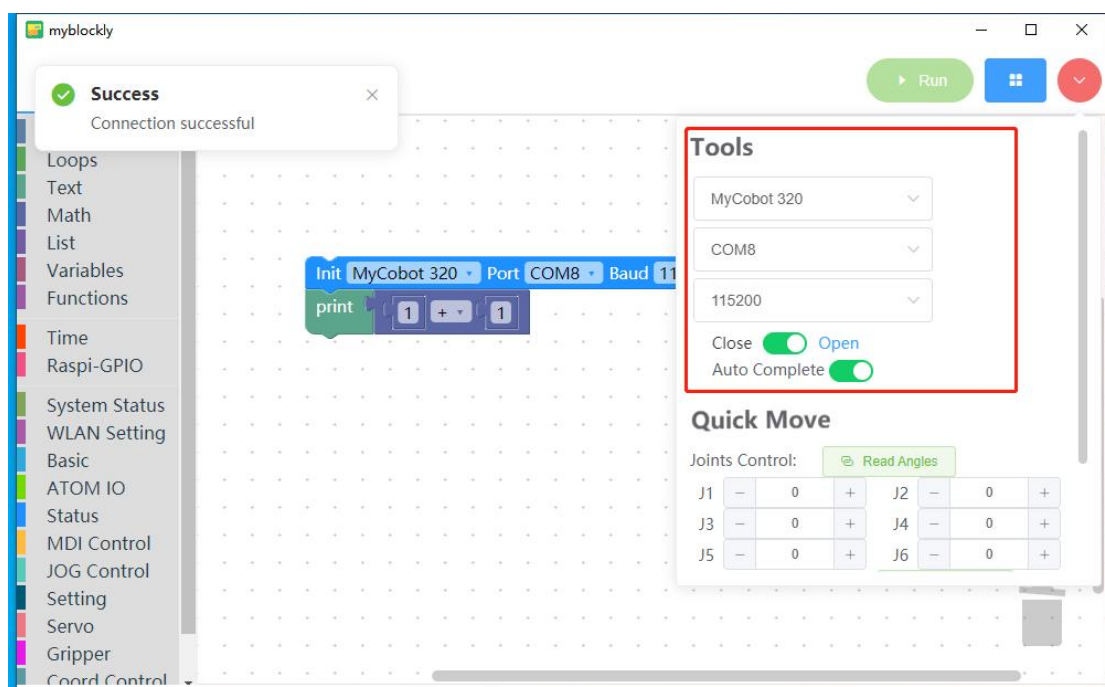 myblockly
Success
Connection successful
Run
Loops
Text
Math
List
Variables
Functions
Time
Raspi-GPIO
System Status
WLAN Setting
Basic
ATOM IO
Status
MDI Control
JOG Control
Setting
Servo
Gripper
Coord Control
Init MyCobot 320 Port COM8 Baud 11
print 1 + 1
Tools
MyCobot 320
COM8
115200
Close Open
Auto Complete
Quick Move
Joints Control: Read Angles
J1 − 0 + J2 − 0 +
J3 − 0 + J4 − 0 +
J5 − 0 + J6 − 0 +